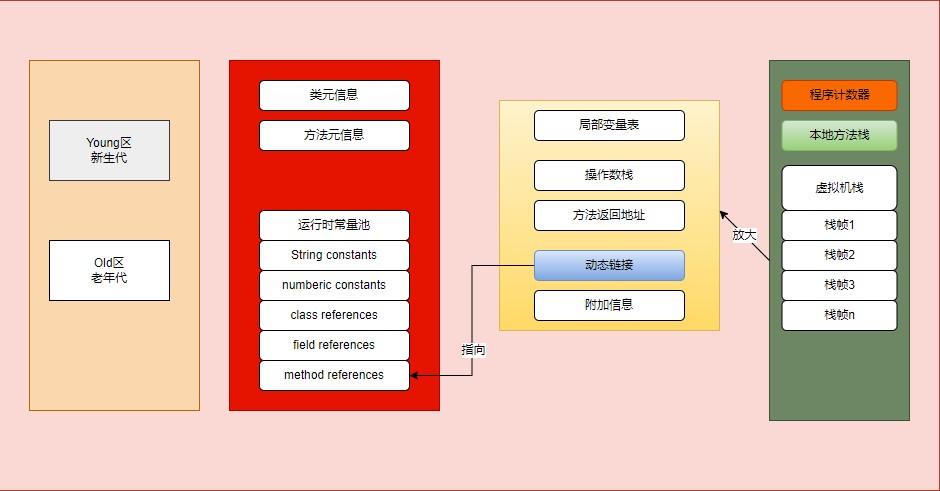 Young区
新生代
Old区
老年代
类元信息
方法元信息
运行时常量池
String constants
numberic constants
class references
field references
method references
指向
局部变量表
操作数栈
方法返回地址
动态链接
附加信息
放大
程序计数器
本地方法栈
虚拟机栈
栈帧1
栈帧2
栈帧3
栈帧n